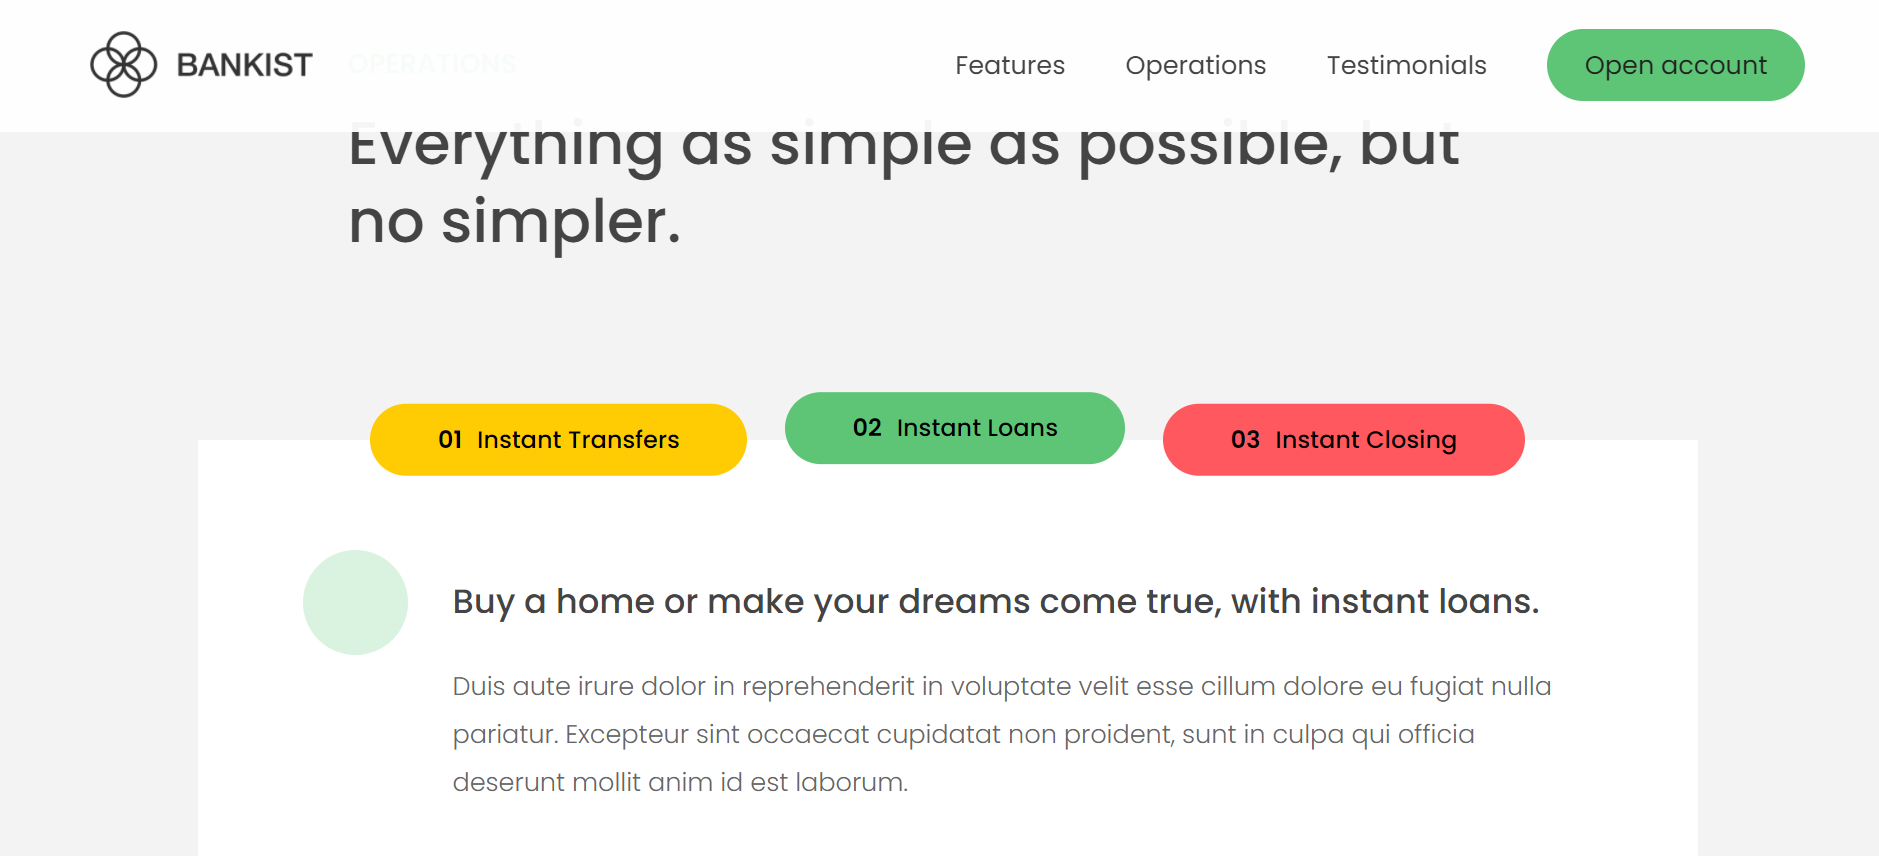 BANKIST
Features
Operations
Testimonials
Open account
OPERATIONS
Everything as simple as possible, but
no simpler.
01 Instant Transfers
02 Instant Loans
03 Instant Closing
Buy a home or make your dreams come true, with instant loans.
Duis aute irure dolor in reprehenderit in voluptate velit esse cillum dolore eu fugiat nulla
pariatur. Excepteur sint occaecat cupidatat non proident, sunt in culpa qui officia
deserunt mollit anim id est laborum.